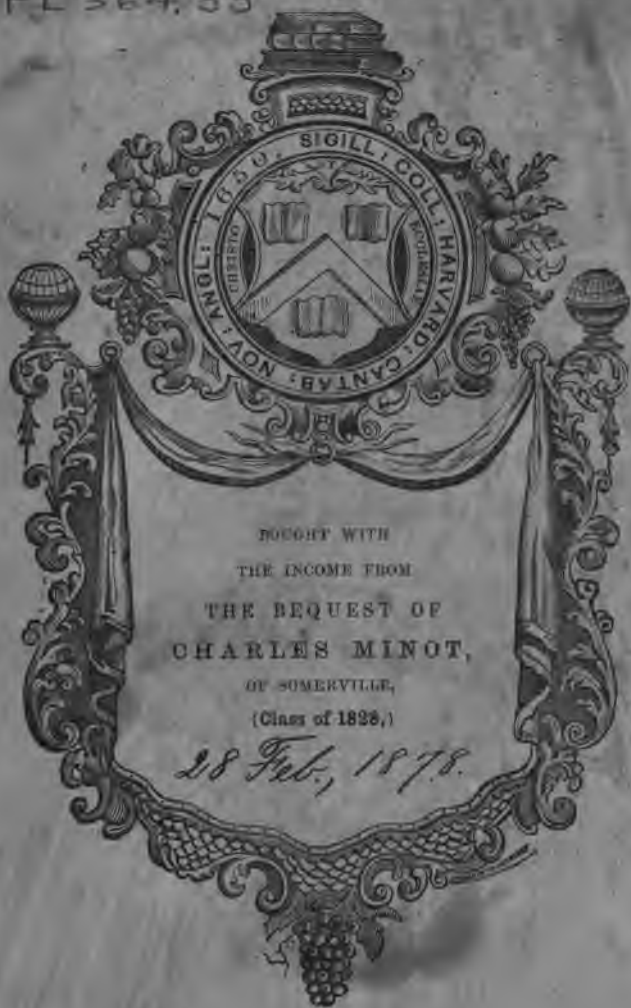 SIGILL: COLL: HARVARD: CANTAB: NOV: ANGL: 1650.
CHRISTO
ECCLESIAE
BOUGHT WITH
THE INCOME FROM
THE BEQUEST OF
CHARLES MINOT,
OF SOMERVILLE,
(Class of 1828,)
28 Feb., 1878.